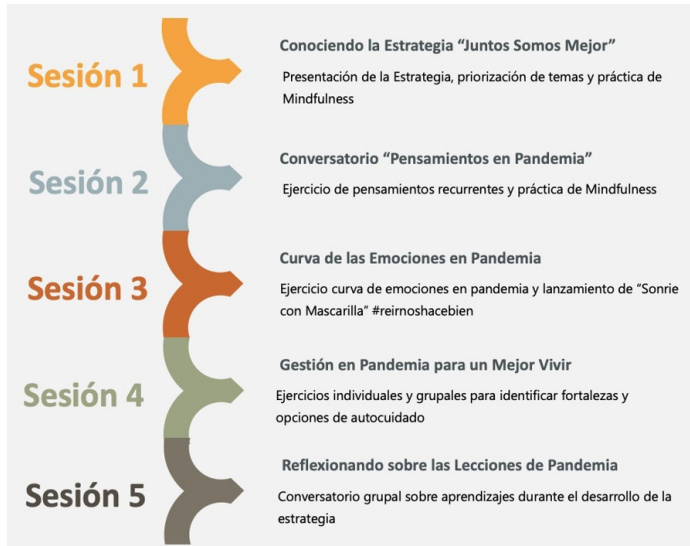 Sesión 1
Conociendo la Estrategia “Juntos Somos Mejor”
Presentación de la Estrategia, priorización de temas y práctica de
Mindfulness
Sesión 2
Conversatorio “Pensamientos en Pandemia”
Ejercicio de pensamientos recurrentes y práctica de Mindfulness
Sesión 3
Curva de las Emociones en Pandemia
Ejercicio curva de emociones en pandemia y lanzamiento de “Sonrie
con Mascarilla” #reirnoshacebien
Sesión 4
Gestión en Pandemia para un Mejor Vivir
Ejercicios individuales y grupales para identificar fortalezas y
opciones de autocuidado
Sesión 5
Reflexionando sobre las Lecciones de Pandemia
Conversatorio grupal sobre aprendizajes durante el desarrollo de la
estrategia